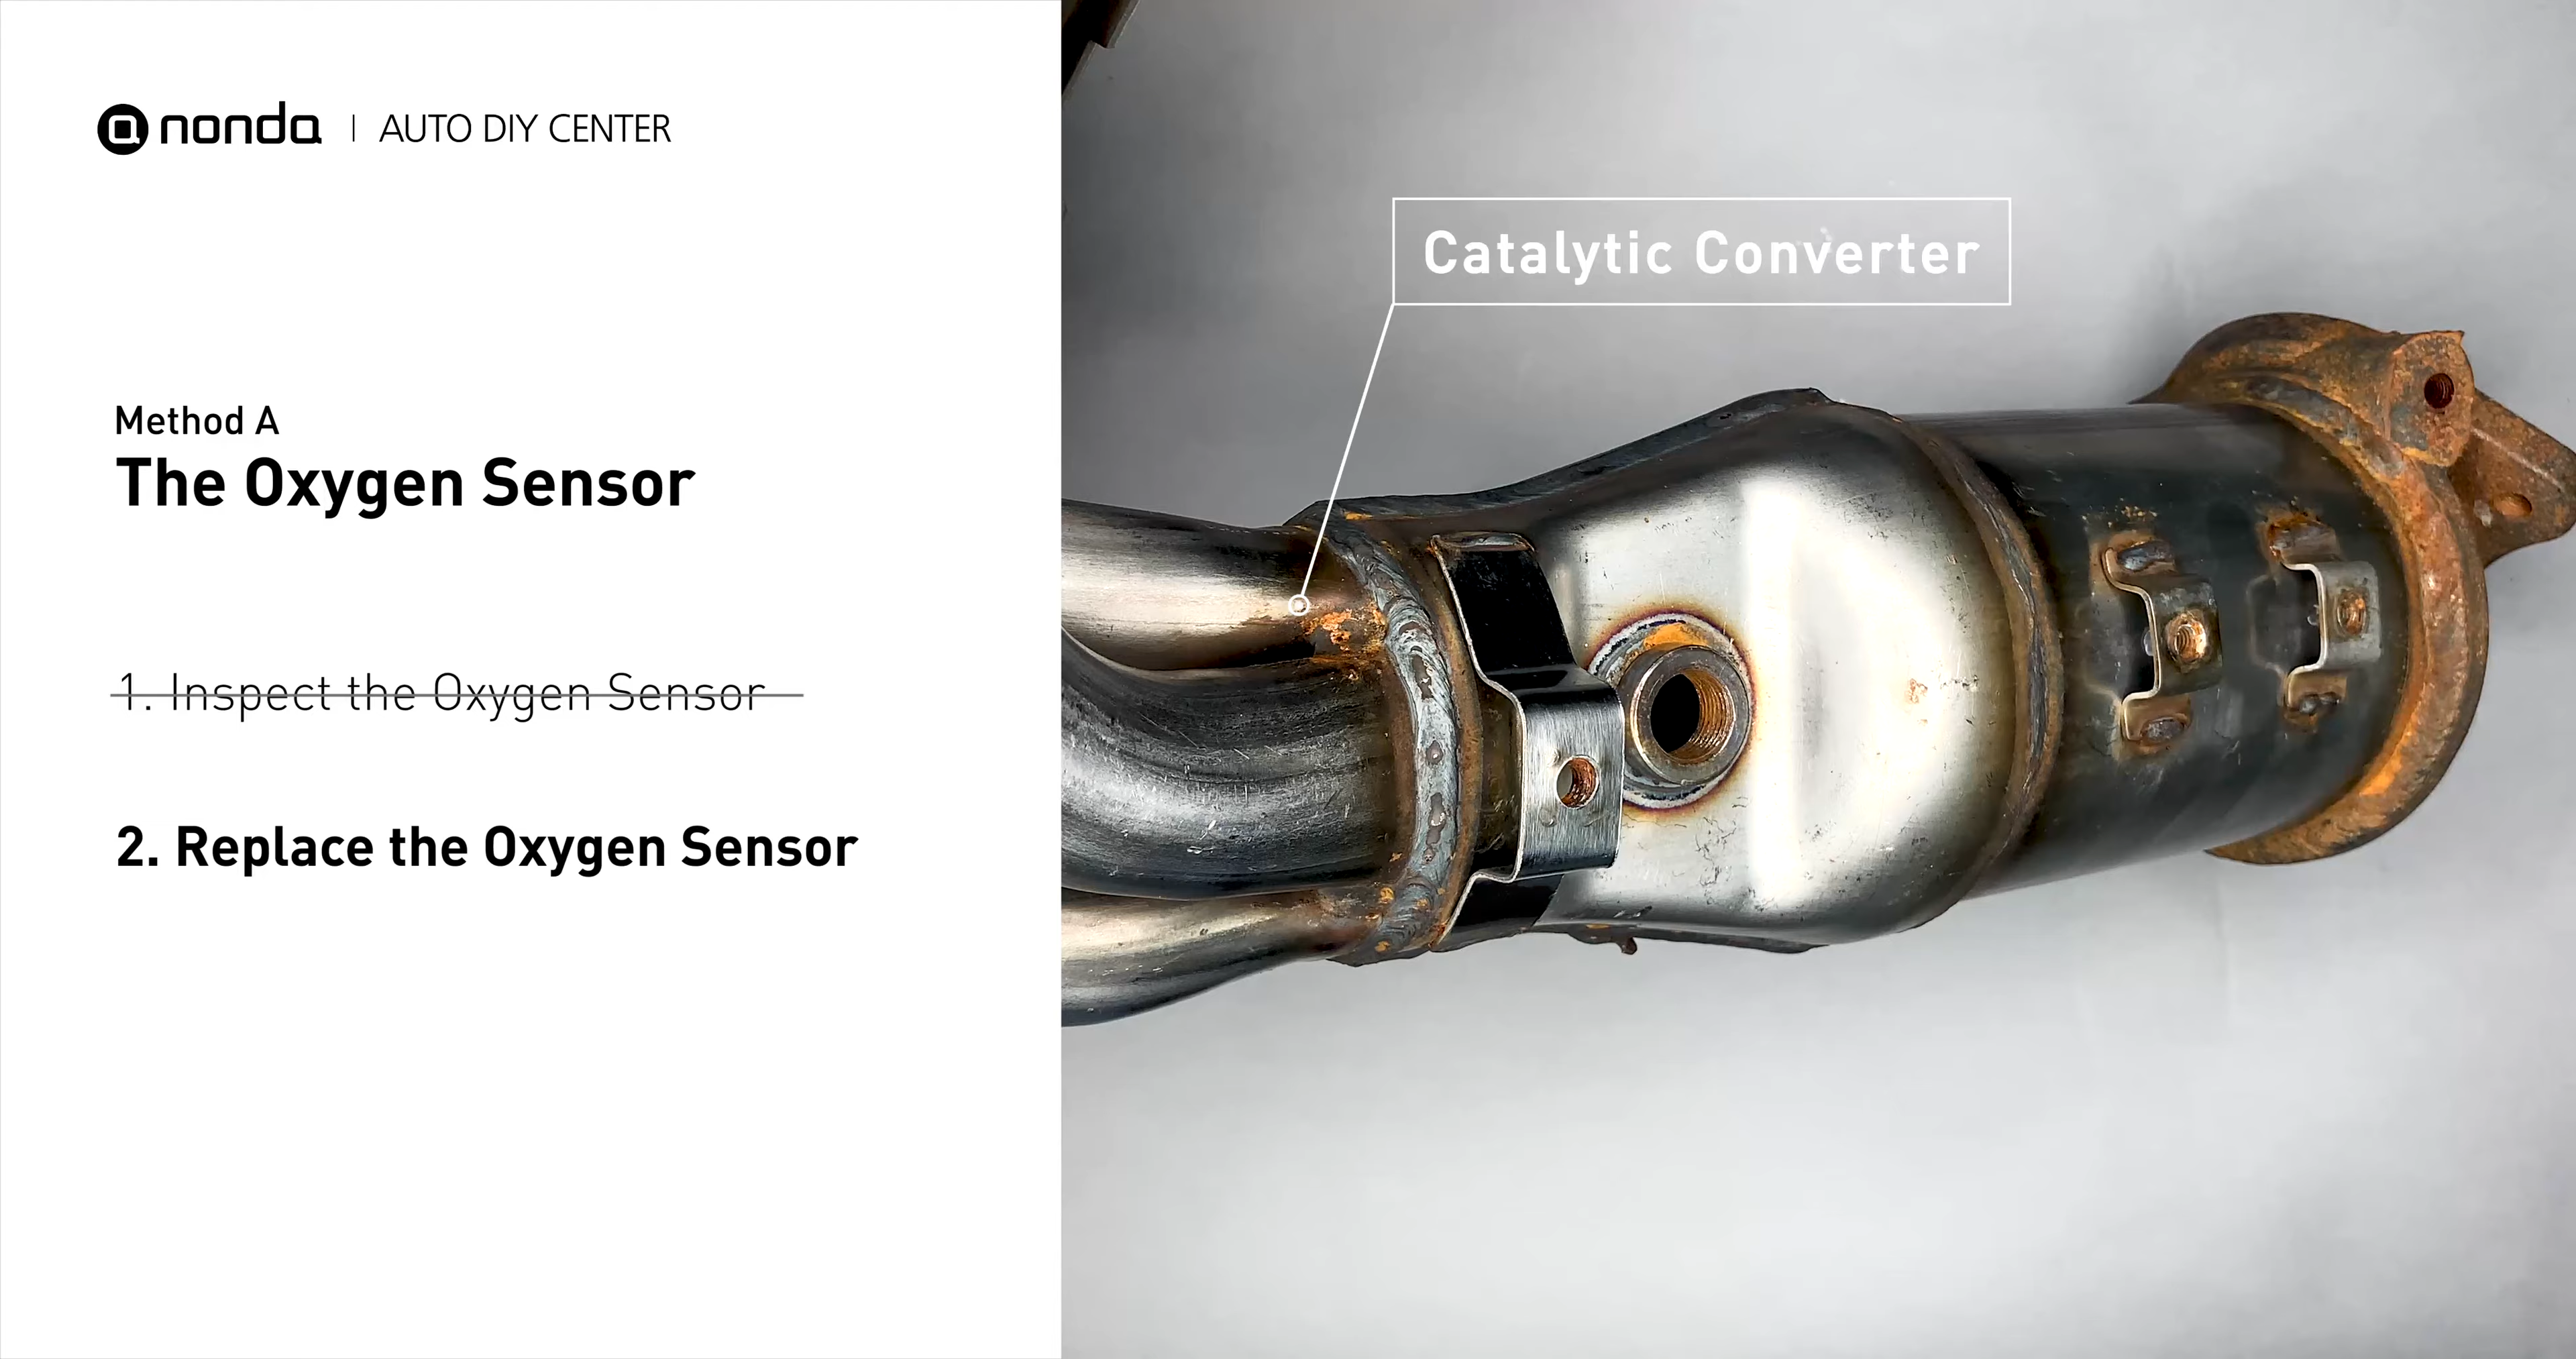 nonda | AUTO DIY CENTER
Method A
The Oxygen Sensor
1. Inspect the Oxygen Sensor
2. Replace the Oxygen Sensor
Catalytic Converter